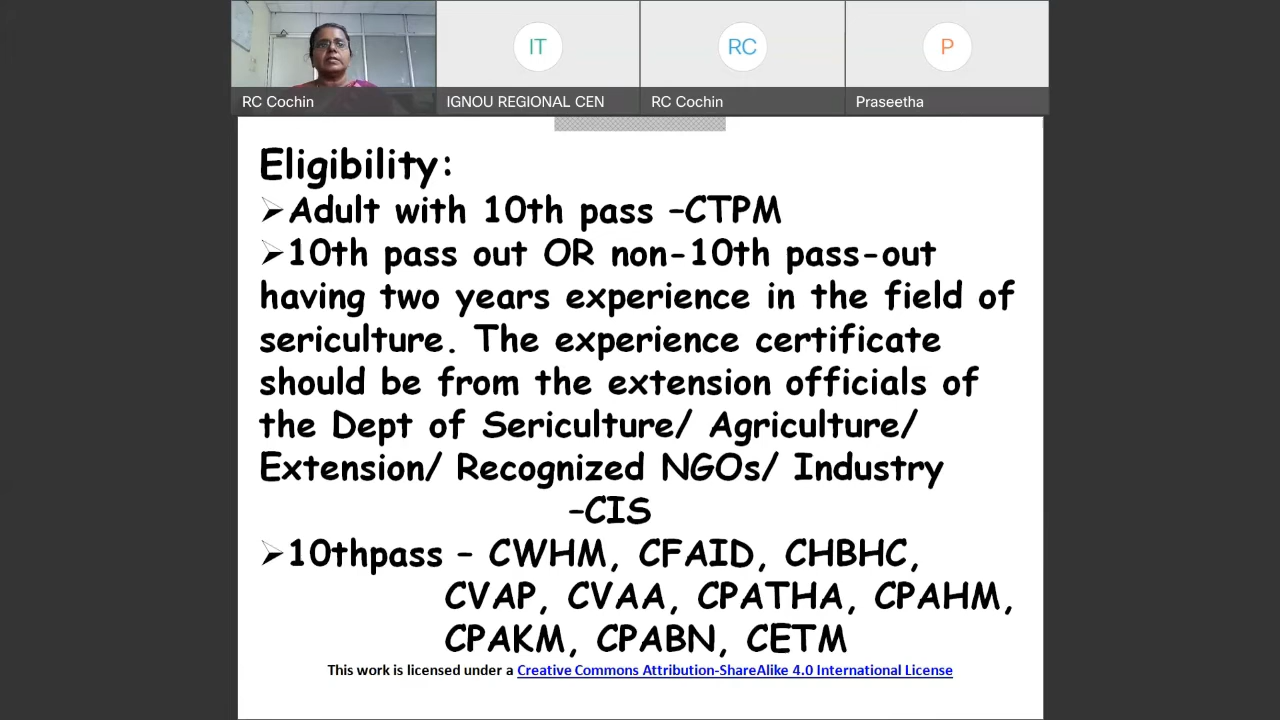 IT
RC
P
RC Cochin
IGNOU REGIONAL CEN
RC Cochin
Praseetha
Eligibility:
➢Adult with 10th pass –CTPM
➢10th pass out OR non-10th pass-out
having two years experience in the field of
sericulture. The experience certificate
should be from the extension officials of
the Dept of Sericulture/ Agriculture/
Extension/ Recognized NGOs/ Industry
–CIS
➢10thpass – CWHM, CFAID, CHBHC,
CVAP, CVAA, CPATHA, CPAHM,
CPAKM, CPABN, CETM
This work is licensed under a Creative Commons Attribution-ShareAlike 4.0 International License